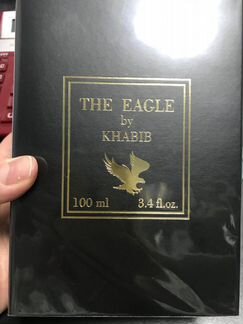 THE EAGLE
by
KHABIB
100 ml 3.4 fl.oz.